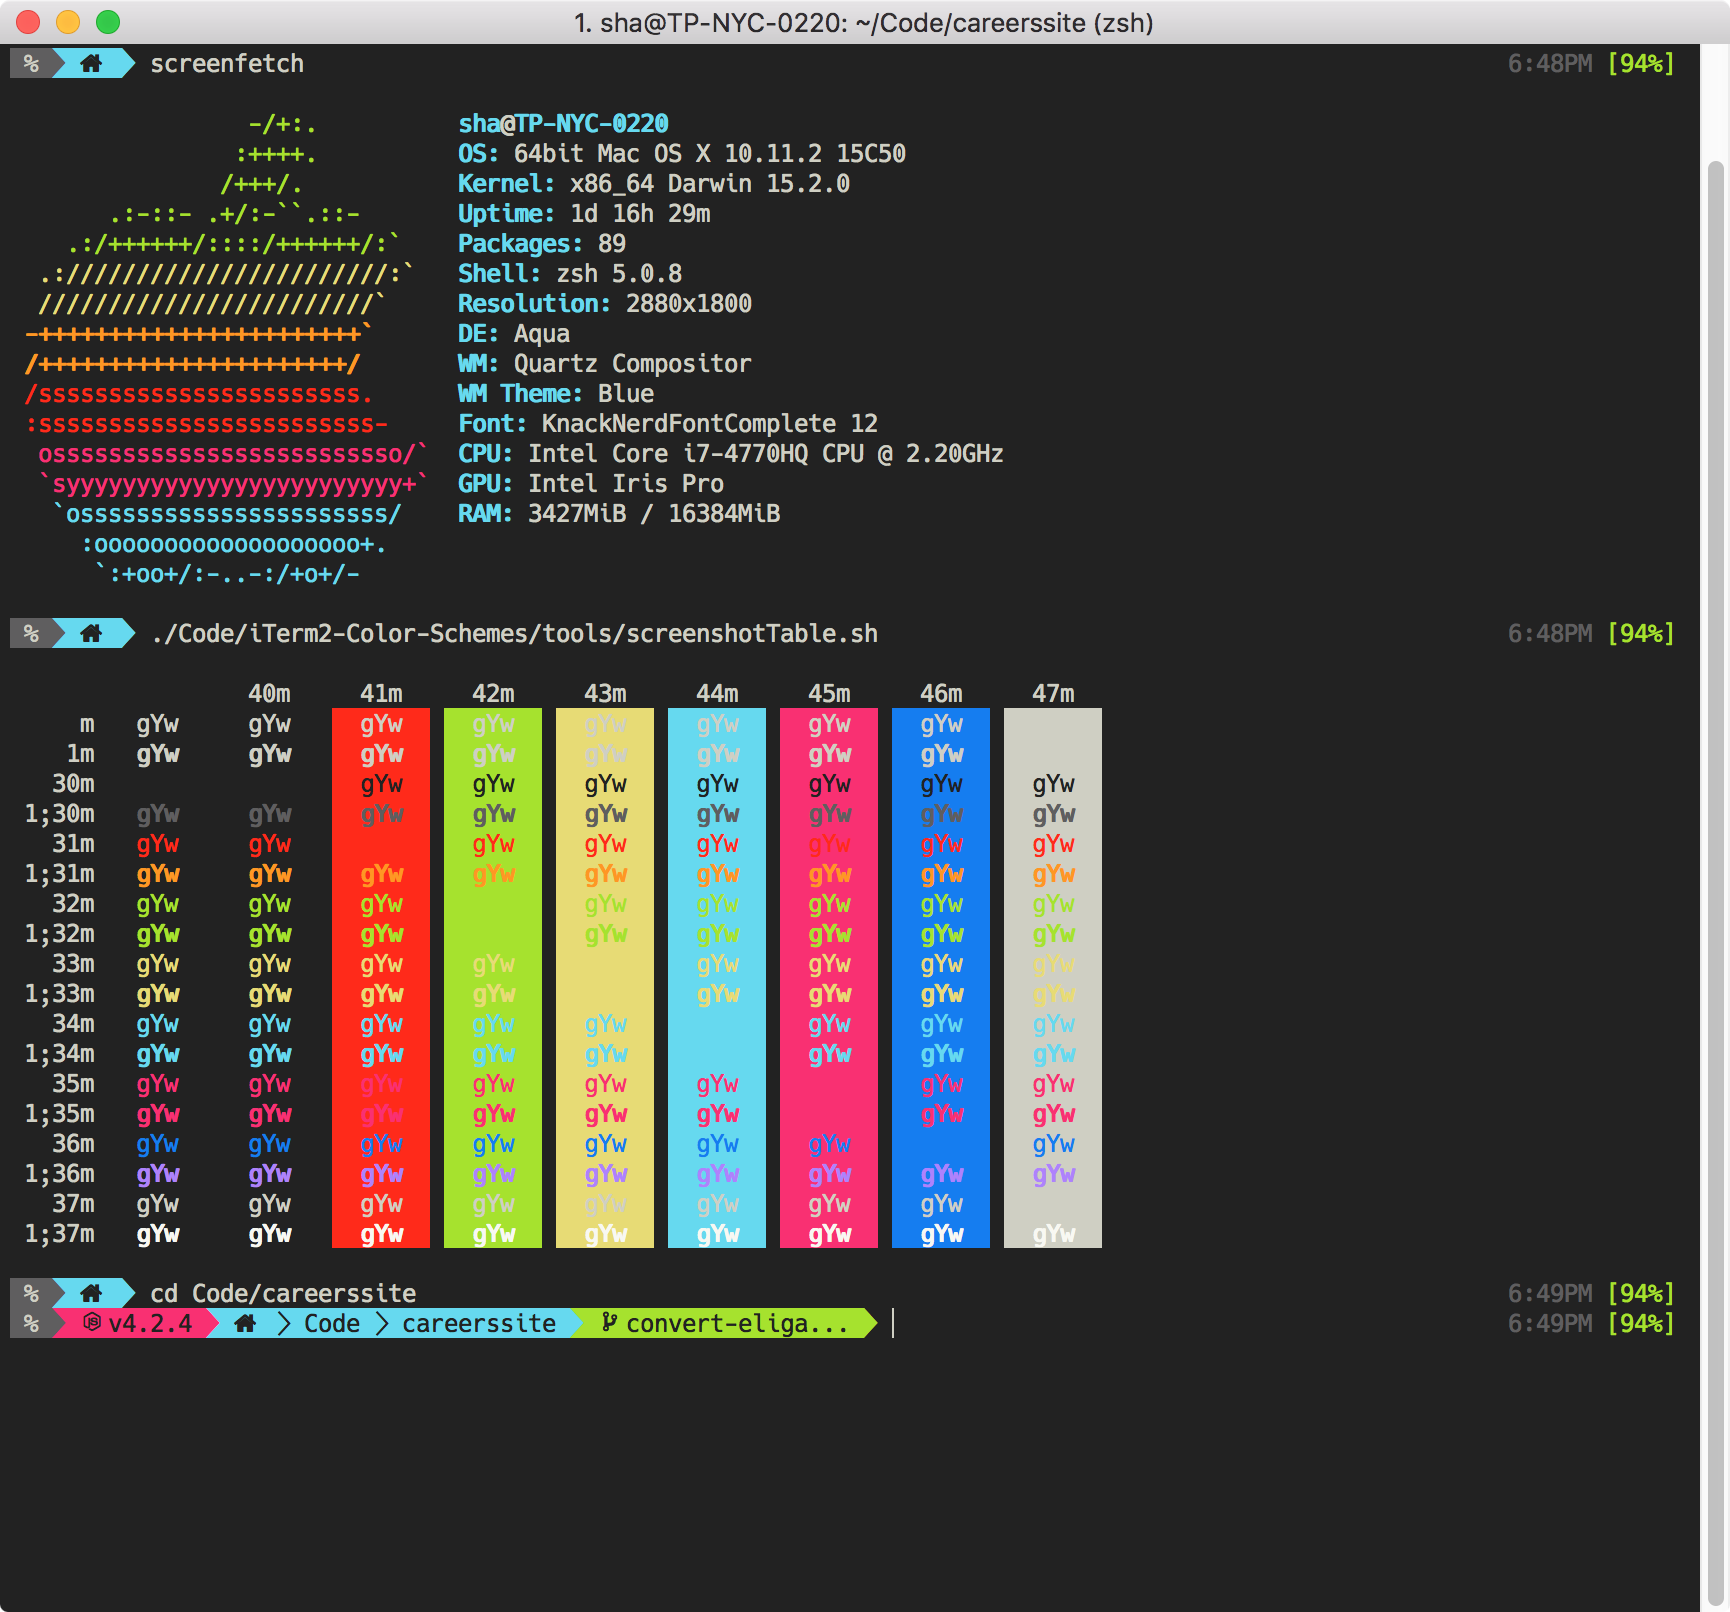 1. sha@TP-NYC-0220: ~/Code/careerssite (zsh)
% screenfetch 6:48PM [94%]
-/+:. sha@TP-NYC-0220
:++++. OS: 64bit Mac OS X 10.11.2 15C50
/+++/. Kernel: x86_64 Darwin 15.2.0
.:-::- .+/:-``.::- Uptime: 1d 16h 29m
.:/++++++/::::/++++++/:` Packages: 89
.:///////////////////////:` Shell: zsh 5.0.8
////////////////////////` Resolution: 2880x1800
-+++++++++++++++++++++++` DE: Aqua
/++++++++++++++++++++++/ WM: Quartz Compositor
/sssssssssssssssssssssss. WM Theme: Blue
:ssssssssssssssssssssssss- Font: KnackNerdFontComplete 12
osssssssssssssssssssssssso/` CPU: Intel Core i7-4770HQ CPU @ 2.20GHz
`syyyyyyyyyyyyyyyyyyyyyyyy+` GPU: Intel Iris Pro
`ossssssssssssssssssssss/ RAM: 3427MiB / 16384MiB
:ooooooooooooooooooo+.
`:+oo+/:-..-:/+o+/-
% ./Code/iTerm2-Color-Schemes/tools/screenshotTable.sh 6:48PM [94%]
40m 41m 42m 43m 44m 45m 46m 47m
m gYw gYw gYw gYw gYw gYw gYw gYw
1m gYw gYw gYw gYw gYw gYw gYw gYw
30m gYw gYw gYw gYw gYw gYw gYw
1;30m gYw gYw gYw gYw gYw gYw gYw gYw gYw
31m gYw gYw gYw gYw gYw gYw gYw gYw
1;31m gYw gYw gYw gYw gYw gYw gYw gYw gYw
32m gYw gYw gYw gYw gYw gYw gYw gYw
1;32m gYw gYw gYw gYw gYw gYw gYw gYw
33m gYw gYw gYw gYw gYw gYw gYw gYw
1;33m gYw gYw gYw gYw gYw gYw gYw gYw
34m gYw gYw gYw gYw gYw gYw gYw gYw
1;34m gYw gYw gYw gYw gYw gYw gYw gYw
35m gYw gYw gYw gYw gYw gYw gYw gYw
1;35m gYw gYw gYw gYw gYw gYw gYw gYw
36m gYw gYw gYw gYw gYw gYw gYw gYw
1;36m gYw gYw gYw gYw gYw gYw gYw gYw gYw
37m gYw gYw gYw gYw gYw gYw gYw gYw
1;37m gYw gYw gYw gYw gYw gYw gYw gYw gYw
% cd Code/careerssite 6:49PM [94%]
% v4.2.4 Code careerssite convert-eliga... 6:49PM [94%]